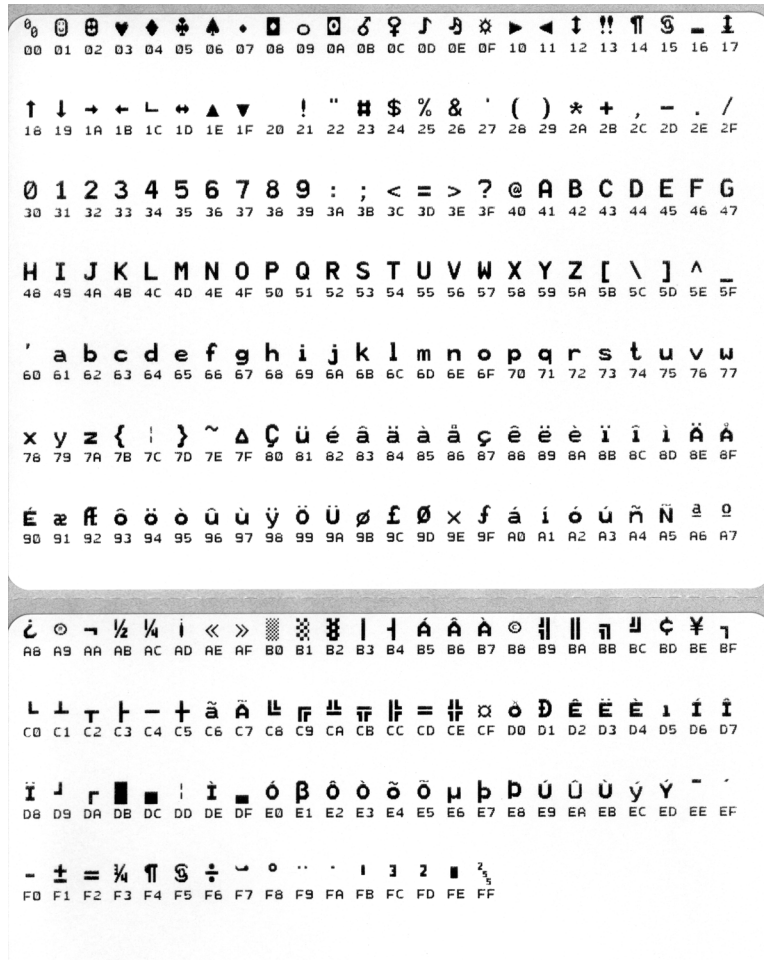 ⁰₀ ☺ ☻ ♥ ♦ ♣ ♠ • ◘ ○ ◙ ♂ ♀ ♪ ♫ ☼ ► ◄ ↕ ‼ ¶ § ▬ ↨
00 01 02 03 04 05 06 07 08 09 0A 0B 0C 0D 0E 0F 10 11 12 13 14 15 16 17
↑ ↓ → ← ∟ ↔ ▲ ▼ ! " # $ % & ' ( ) * + , - . /
18 19 1A 1B 1C 1D 1E 1F 20 21 22 23 24 25 26 27 28 29 2A 2B 2C 2D 2E 2F
0 1 2 3 4 5 6 7 8 9 : ; < = > ? @ A B C D E F G
30 31 32 33 34 35 36 37 38 39 3A 3B 3C 3D 3E 3F 40 41 42 43 44 45 46 47
H I J K L M N O P Q R S T U V W X Y Z [ \ ] ^ _
48 49 4A 4B 4C 4D 4E 4F 50 51 52 53 54 55 56 57 58 59 5A 5B 5C 5D 5E 5F
' a b c d e f g h i j k l m n o p q r s t u v w
60 61 62 63 64 65 66 67 68 69 6A 6B 6C 6D 6E 6F 70 71 72 73 74 75 76 77
x y z { ¦ } ~ ∆ Ç ü é â ä à å ç ê ë è ï î ì Ä Å
78 79 7A 7B 7C 7D 7E 7F 80 81 82 83 84 85 86 87 88 89 8A 8B 8C 8D 8E 8F
É æ Æ ô ö ò û ù ÿ Ö Ü ø £ Ø × ƒ á í ó ú ñ Ñ ª º
90 91 92 93 94 95 96 97 98 99 9A 9B 9C 9D 9E 9F A0 A1 A2 A3 A4 A5 A6 A7
¿ ® ¬ ½ ¼ ¡ « » ░ ▒ ▓ │ ┤ Á Â À © ╣ ║ ╗ ╝ ¢ ¥ ┐
A8 A9 AA AB AC AD AE AF B0 B1 B2 B3 B4 B5 B6 B7 B8 B9 BA BB BC BD BE BF
└ ┴ ┬ ├ ─ ┼ ã Ã ╚ ╔ ╩ ╦ ╠ ═ ╬ ¤ ð Ð Ê Ë È ı Í Î
C0 C1 C2 C3 C4 C5 C6 C7 C8 C9 CA CB CC CD CE CF D0 D1 D2 D3 D4 D5 D6 D7
Ï ┘ ┌ █ ▄ ¦ Ì ▬ Ó β Ô Ò õ Õ µ þ Þ Ú Û Ù ý Ý ¯ ´
D8 D9 DA DB DC DD DE DF E0 E1 E2 E3 E4 E5 E6 E7 E8 E9 EA EB EC ED EE EF
- ± = ¾ ¶ § ÷ ¸ ° ¨ · ı ³ ² ■ ²₅₅
F0 F1 F2 F3 F4 F5 F6 F7 F8 F9 FA FB FC FD FE FF